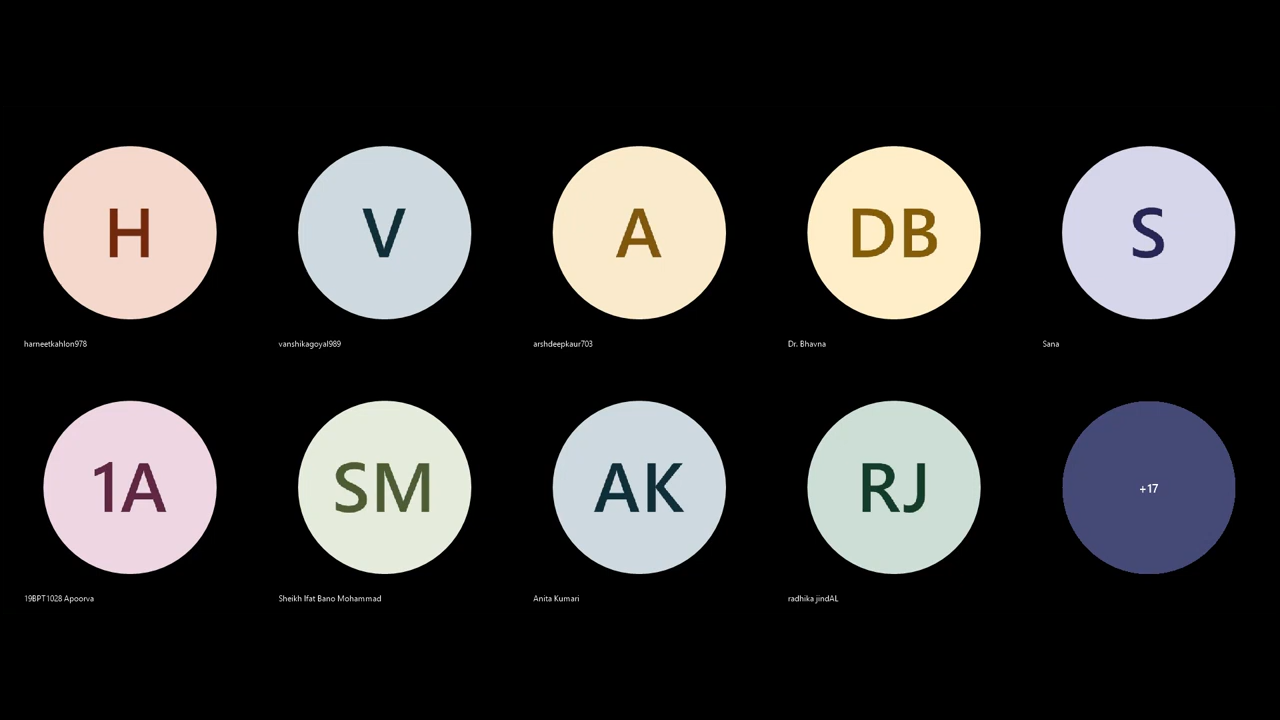 H
V
A
DB
S
harneetkahlon978
vanshikagoyal989
arshdeepkaur703
Dr. Bhavna
Sana
1A
SM
AK
RJ
+17
19BPT1028 Apoorva
Sheikh Ifat Bano Mohammad
Anita Kumari
radhika jindAL